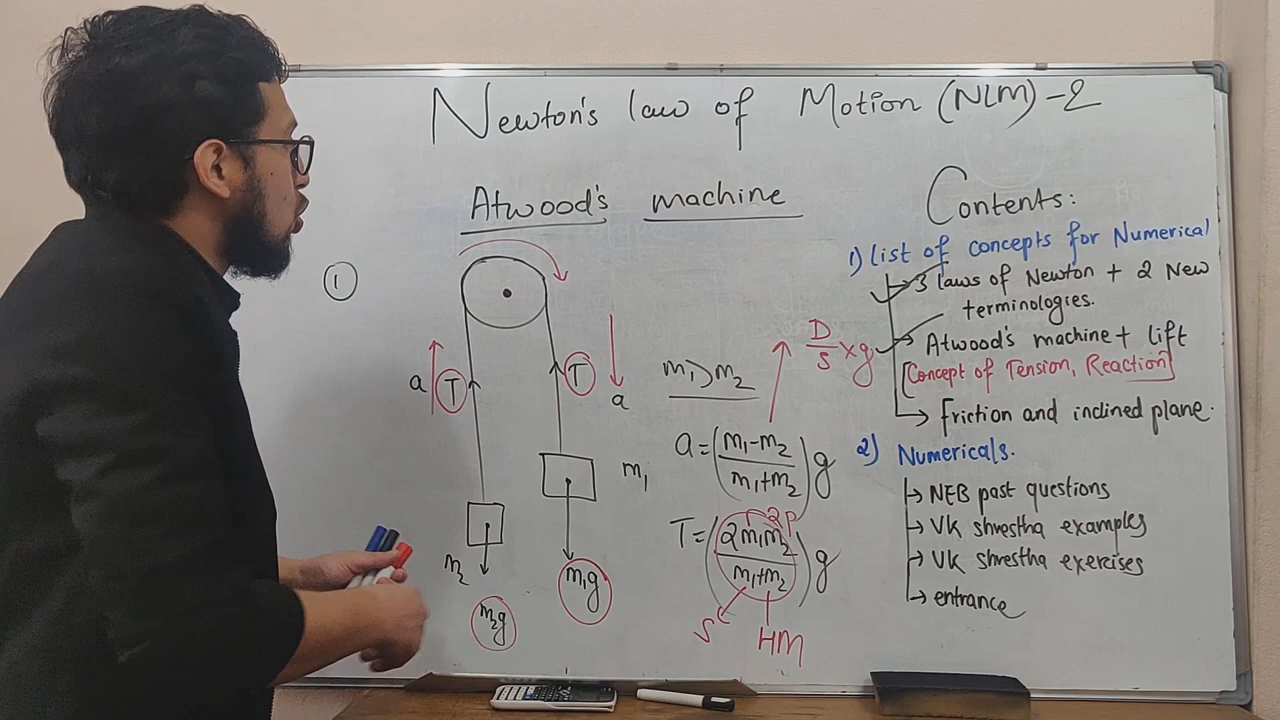 Newton's law of Motion (NLM)-2
Atwood's machine
①
a
T
T
a
m₁
m₂
m₁g
m₂g
m₁>m₂
D/S × g
a=(m₁-m₂/m₁+m₂)g
2P
T=(2m₁m₂/m₁+m₂)g
S
HM
Contents:
1) list of concepts for Numerical
→ 3 laws of Newton + 2 New
terminologies.
→ Atwood's machine + lift
[Concept of Tension, Reaction]
→ friction and inclined plane.
2) Numericals.
→ NEB past questions
→ VK shrestha examples
→ VK shrestha exercises
→ entrance